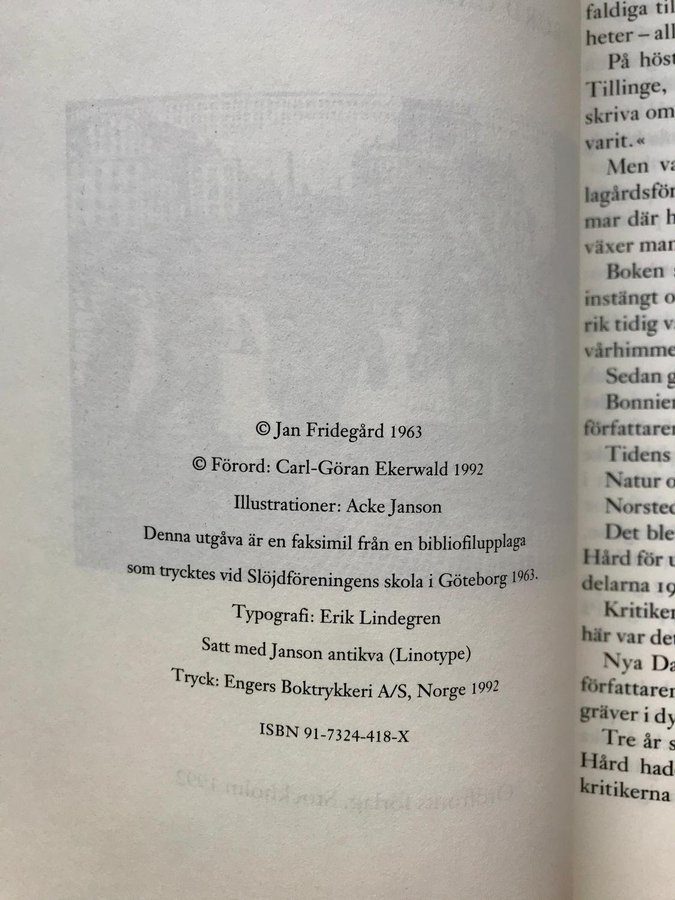 © Jan Fridegård 1963
© Förord: Carl-Göran Ekerwald 1992
Illustrationer: Acke Janson
Denna utgåva är en faksimil från en bibliofilupplaga
som trycktes vid Slöjdföreningens skola i Göteborg 1963.
Typografi: Erik Lindegren
Satt med Janson antikva (Linotype)
Tryck: Engers Boktrykkeri A/S, Norge 1992
ISBN 91-7324-418-X
faldiga til
heter – all
På höst
Tillinge,
skriva om
varit.«
Men va
lagårdsför
mar där h
växer man
Boken s
instängt o
rik tidig v
vårhimme
Sedan g
Bonnier
författaren
Tidens
Natur o
Norsted
Det ble
Hård för u
delarna 19
Kritiker
här var det
Nya Da
författaren
gräver i dy
Tre år s
Hård had
kritikerna